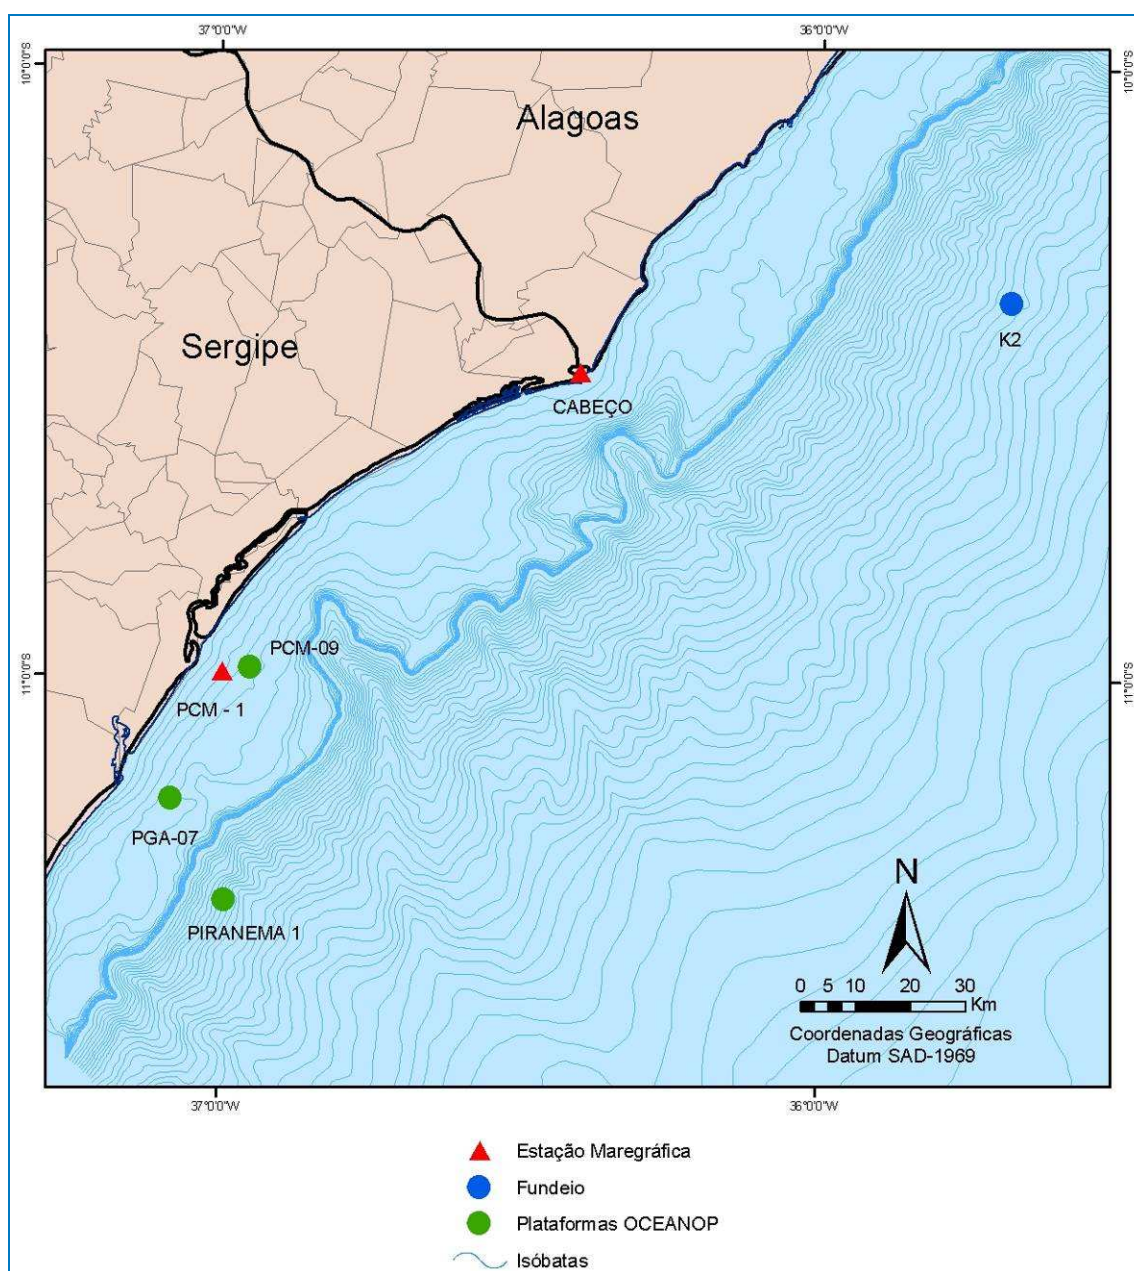 37°0'0"W
36°0'0"W
10°0'0"S
10°0'0"S
Alagoas
Sergipe
K2
CABEÇO
PCM-09
11°0'0"S
11°0'0"S
PCM - 1
PGA-07
PIRANEMA 1
N
0 5 10 20 30
Km
Coordenadas Geográficas
Datum SAD-1969
37°0'0"W
36°0'0"W
Estação Maregráfica
Fundeio
Plataformas OCEANOP
Isóbatas